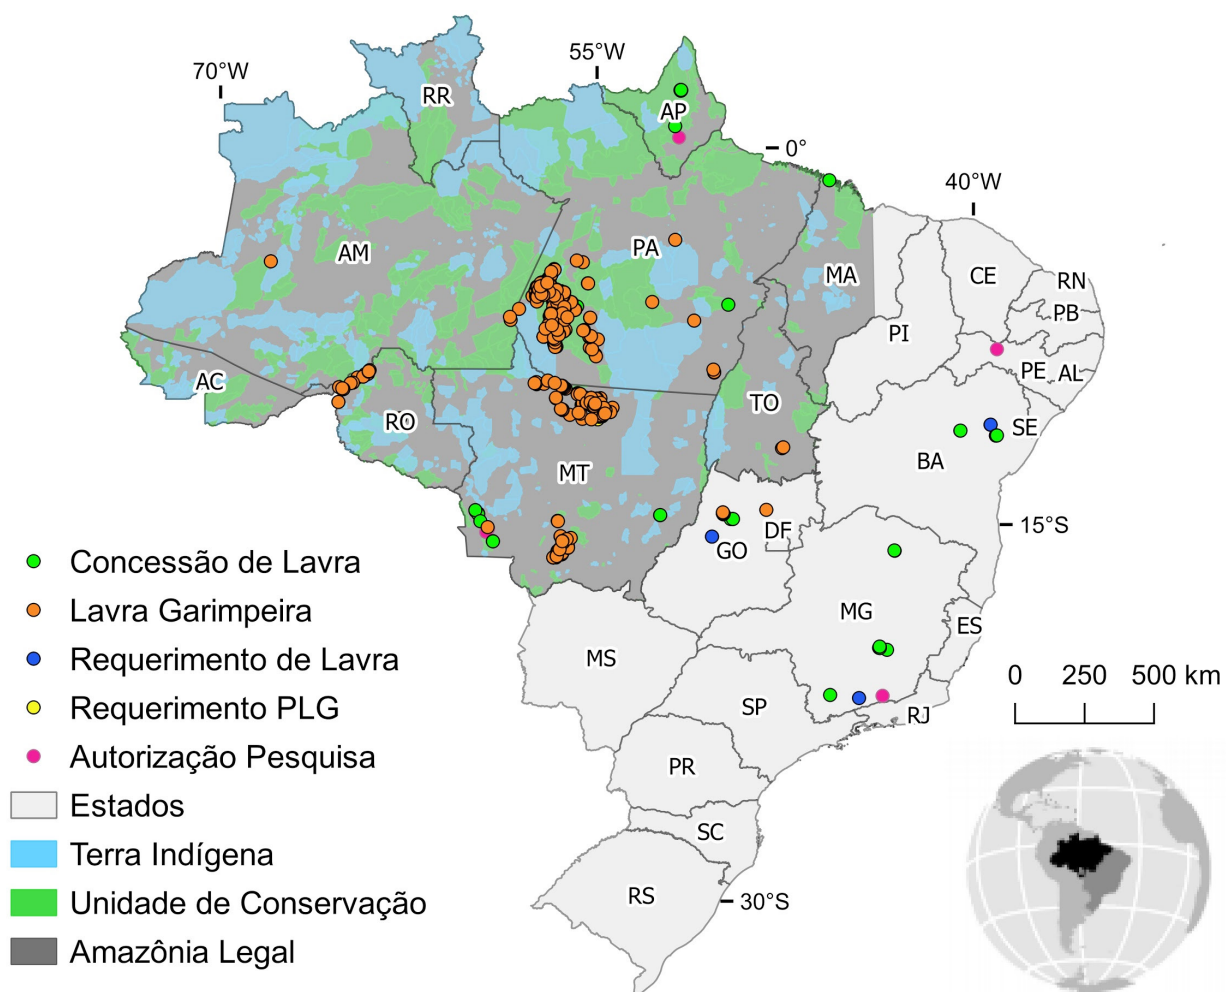 70°W
55°W
RR
AP
0°
40°W
AM
PA
MA
CE
RN
PB
PI
PE
AL
AC
TO
RO
SE
BA
MT
15°S
DF
GO
Concessão de Lavra
Lavra Garimpeira
MG
ES
Requerimento de Lavra
MS
0 250 500 km
Requerimento PLG
SP
RJ
Autorização Pesquisa
PR
Estados
SC
Terra Indígena
RS
30°S
Unidade de Conservação
Amazônia Legal